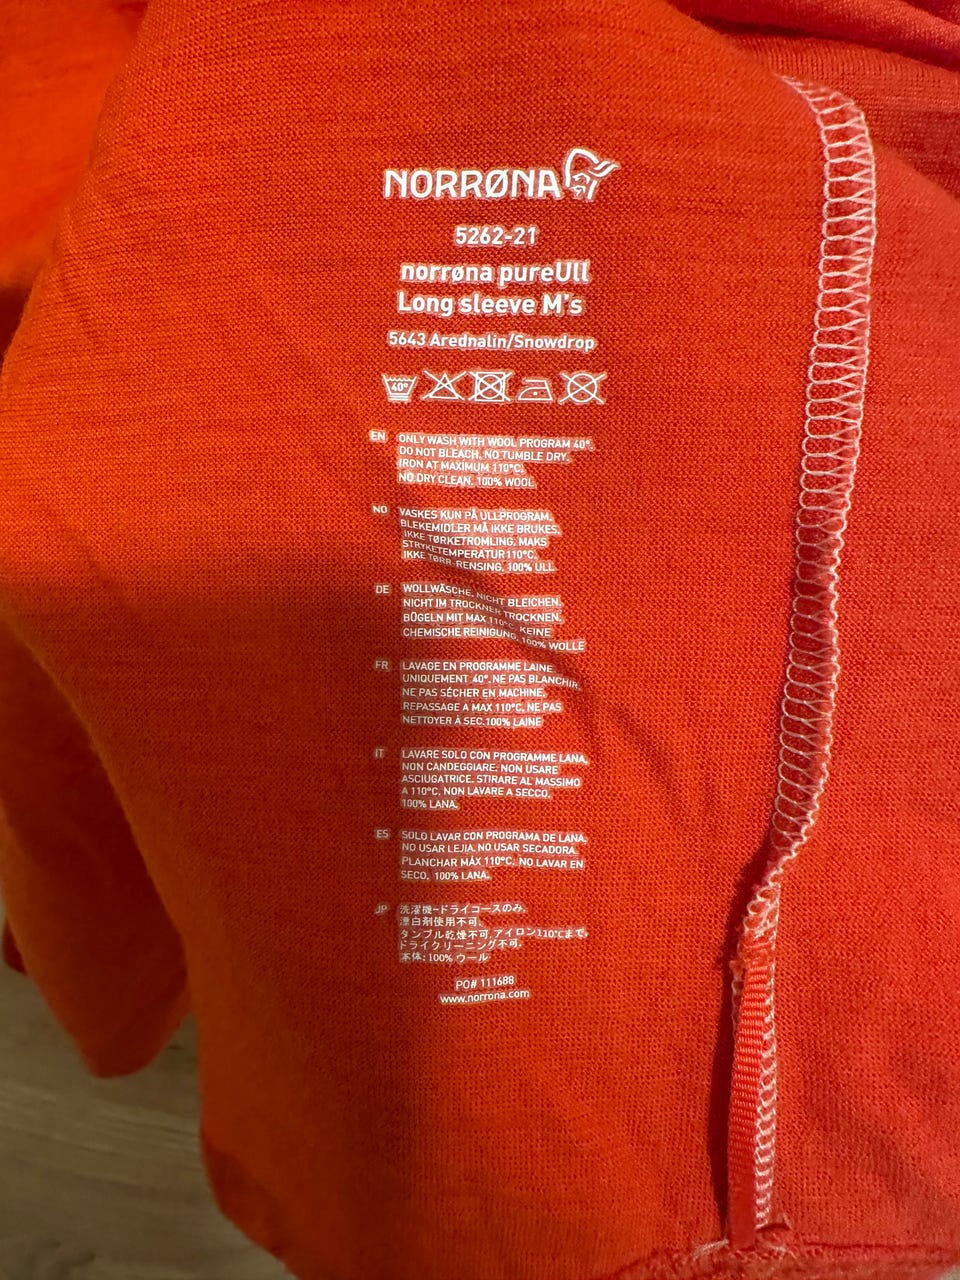 NORRØNA
5262-21
norrøna pureUll
Long sleeve M's
5643 Arednalin/Snowdrop
40°
EN ONLY WASH WITH WOOL PROGRAM 40°.
DO NOT BLEACH. NO TUMBLE DRY.
IRON AT MAXIMUM 110°C.
NO DRY CLEAN. 100% WOOL
NO VASKES KUN PÅ ULLPROGRAM.
BLEKEMIDLER MÅ IKKE BRUKES.
IKKE TØRKETROMLING. MAKS
STRYKETEMPERATUR 110°C.
IKKE TØRR-RENSING. 100% ULL
DE WOLLWÄSCHE. NICHT BLEICHEN.
NICHT IM TROCKNER TROCKNEN.
BÜGELN MIT MAX 110°C. KEINE
CHEMISCHE REINIGUNG. 100% WOLLE
FR LAVAGE EN PROGRAMME LAINE
UNIQUEMENT 40°. NE PAS BLANCHIR.
NE PAS SÉCHER EN MACHINE.
REPASSAGE A MAX 110°C. NE PAS
NETTOYER À SEC.100% LAINE
IT LAVARE SOLO CON PROGRAMME LANA.
NON CANDEGGIARE. NON USARE
ASCIUGATRICE. STIRARE AL MASSIMO
A 110°C. NON LAVARE A SECCO.
100% LANA.
ES SOLO LAVAR CON PROGRAMA DE LANA.
NO USAR LEJIA. NO USAR SECADORA.
PLANCHAR MÁX 110°C. NO LAVAR EN
SECO. 100% LANA.
JP 洗濯機-ドライコースのみ.
漂白剤使用不可.
タンブル乾燥不可.アイロン110°Cまで.
ドライクリーニング不可.
本体: 100% ウール
PO# 111688
www.norrona.com